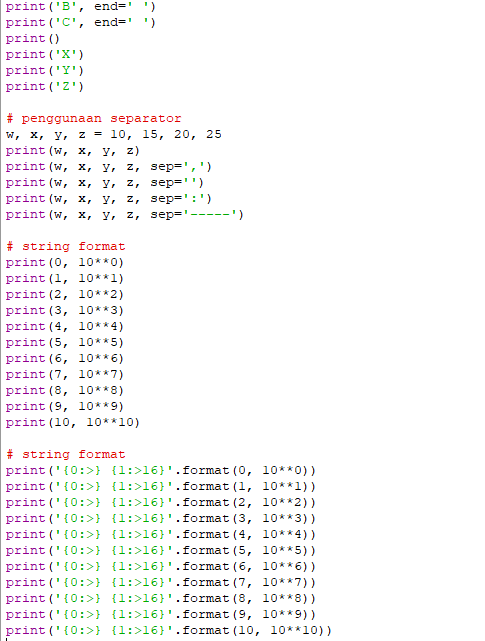 print('B', end=' ')
print('C', end=' ')
print()
print('X')
print('Y')
print('Z')
# penggunaan separator
w, x, y, z = 10, 15, 20, 25
print(w, x, y, z)
print(w, x, y, z, sep=',')
print(w, x, y, z, sep='')
print(w, x, y, z, sep=':')
print(w, x, y, z, sep='-----')
# string format
print(0, 10**0)
print(1, 10**1)
print(2, 10**2)
print(3, 10**3)
print(4, 10**4)
print(5, 10**5)
print(6, 10**6)
print(7, 10**7)
print(8, 10**8)
print(9, 10**9)
print(10, 10**10)
# string format
print('{0:>} {1:>16}'.format(0, 10**0))
print('{0:>} {1:>16}'.format(1, 10**1))
print('{0:>} {1:>16}'.format(2, 10**2))
print('{0:>} {1:>16}'.format(3, 10**3))
print('{0:>} {1:>16}'.format(4, 10**4))
print('{0:>} {1:>16}'.format(5, 10**5))
print('{0:>} {1:>16}'.format(6, 10**6))
print('{0:>} {1:>16}'.format(7, 10**7))
print('{0:>} {1:>16}'.format(8, 10**8))
print('{0:>} {1:>16}'.format(9, 10**9))
print('{0:>} {1:>16}'.format(10, 10**10))